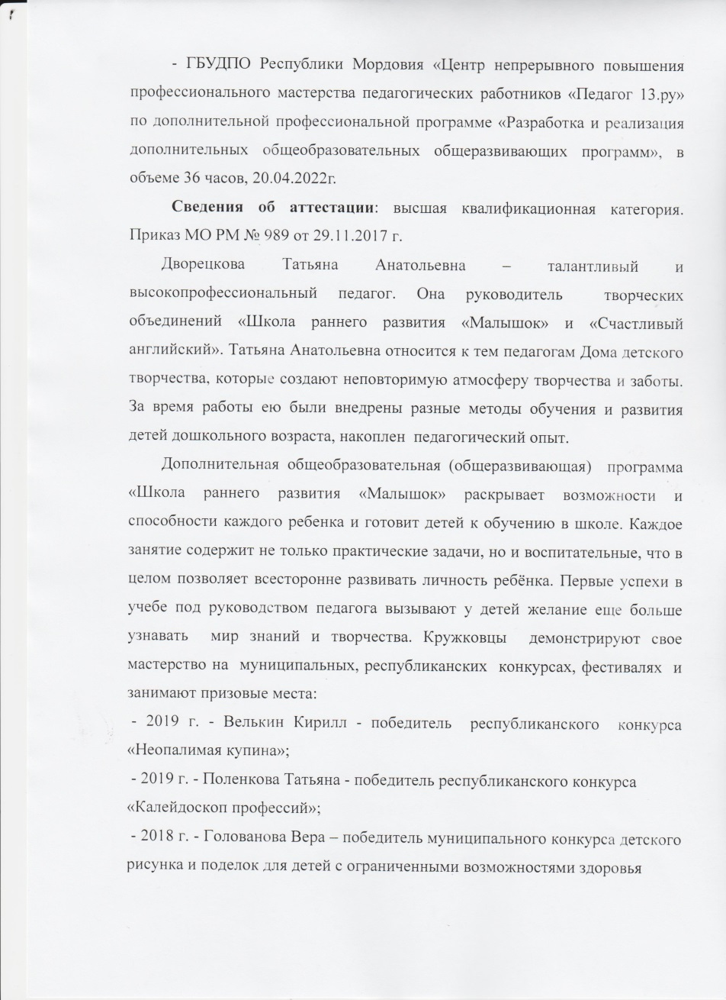 - ГБУДПО Республики Мордовия «Центр непрерывного повышения
профессионального мастерства педагогических работников «Педагог 13.ру»
по дополнительной профессиональной программе «Разработка и реализация
дополнительных общеобразовательных общеразвивающих программ», в
объеме 36 часов, 20.04.2022г.
Сведения об аттестации: высшая квалификационная категория.
Приказ МО РМ № 989 от 29.11.2017 г.
Дворецкова Татьяна Анатольевна – талантливый и
высокопрофессиональный педагог. Она руководитель творческих
объединений «Школа раннего развития «Малышок» и «Счастливый
английский». Татьяна Анатольевна относится к тем педагогам Дома детского
творчества, которые создают неповторимую атмосферу творчества и заботы.
За время работы ею были внедрены разные методы обучения и развития
детей дошкольного возраста, накоплен педагогический опыт.
Дополнительная общеобразовательная (общеразвивающая) программа
«Школа раннего развития «Малышок» раскрывает возможности и
способности каждого ребенка и готовит детей к обучению в школе. Каждое
занятие содержит не только практические задачи, но и воспитательные, что в
целом позволяет всесторонне развивать личность ребёнка. Первые успехи в
учебе под руководством педагога вызывают у детей желание еще больше
узнавать мир знаний и творчества. Кружковцы демонстрируют свое
мастерство на муниципальных, республиканских конкурсах, фестивалях и
занимают призовые места:
- 2019 г. - Велькин Кирилл - победитель республиканского конкурса
«Неопалимая купина»;
- 2019 г. - Поленкова Татьяна - победитель республиканского конкурса
«Калейдоскоп профессий»;
- 2018 г. - Голованова Вера – победитель муниципального конкурса детского
рисунка и поделок для детей с ограниченными возможностями здоровья